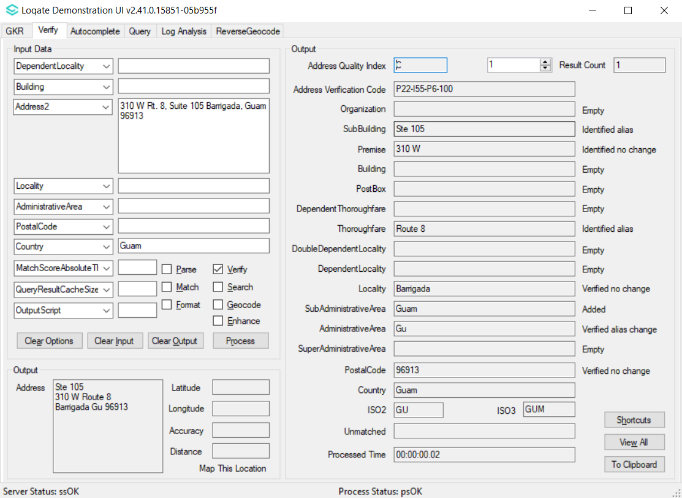 Loqate Demonstration UI v2.41.0.15851-05b955f
GKR Verify Autocomplete Query Log Analysis ReverseGeocode
Input Data
DependentLocality
Building
Address2 310 W Rt. 8, Suite 105 Barrigada, Guam
96913
Locality
AdministrativeArea
PostalCode
Country Guam
MatchScoreAbsoluteTl Parse Verify
QueryResultCacheSize Match Search
OutputScript Format Geocode
Enhance
Clear Options Clear Input Clear Output Process
Output
Address Ste 105
310 W Route 8
Barrigada Gu 96913
Latitude
Longitude
Accuracy
Distance
Map This Location
Output
Address Quality Index 1 Result Count 1
Address Verification Code P22-I55-P6-100
Organization Empty
SubBuilding Ste 105 Identified alias
Premise 310 W Identified no change
Building Empty
PostBox Empty
DependentThoroughfare Empty
Thoroughfare Route 8 Identified alias
DoubleDependentLocality Empty
DependentLocality Empty
Locality Barrigada Verified no change
SubAdministrativeArea Guam Added
AdministrativeArea Gu Verified alias change
SuperAdministrativeArea Empty
PostalCode 96913 Verified no change
Country Guam
ISO2 GU ISO3 GUM
Unmatched
Processed Time 00:00:00.02
Shortcuts
View All
To Clipboard
Server Status: ssOK Process Status: psOK